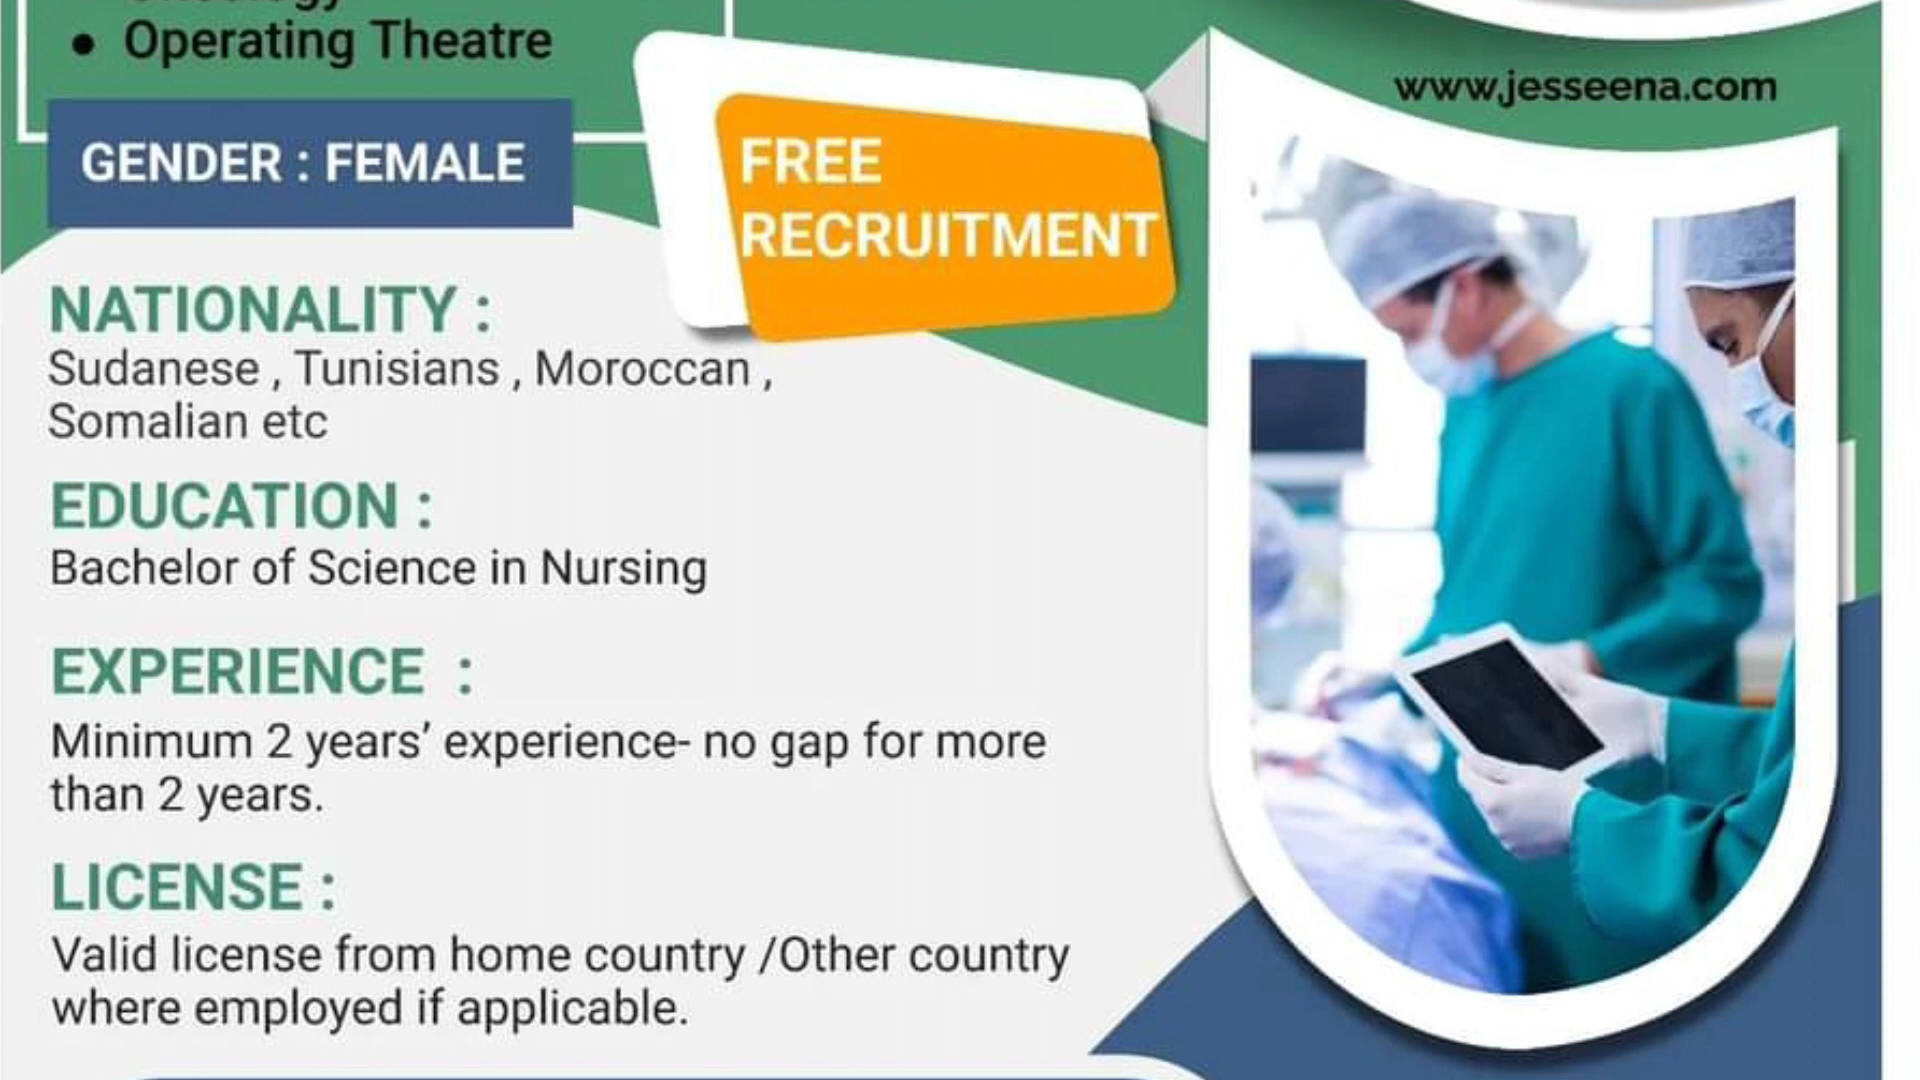 • Operating Theatre
GENDER : FEMALE
FREE
RECRUITMENT
www.jesseena.com
NATIONALITY :
Sudanese , Tunisians , Moroccan ,
Somalian etc
EDUCATION :
Bachelor of Science in Nursing
EXPERIENCE :
Minimum 2 years’ experience- no gap for more
than 2 years.
LICENSE :
Valid license from home country /Other country
where employed if applicable.